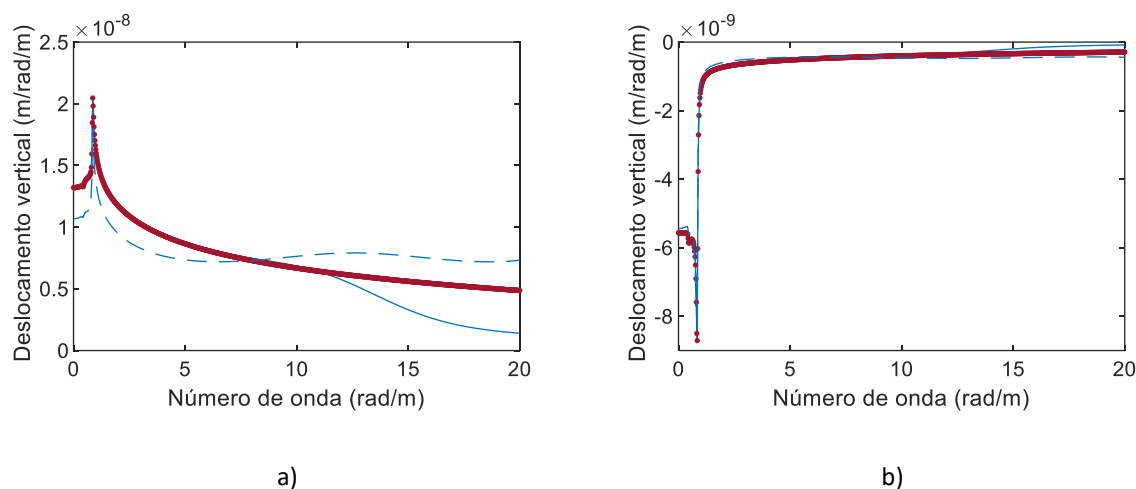 × 10^-8
2.5
2
1.5
1
0.5
0
0 5 10 15 20
Deslocamento vertical (m/rad/m)
Número de onda (rad/m)
a)
× 10^-9
0
-2
-4
-6
-8
0 5 10 15 20
Deslocamento vertical (m/rad/m)
Número de onda (rad/m)
b)